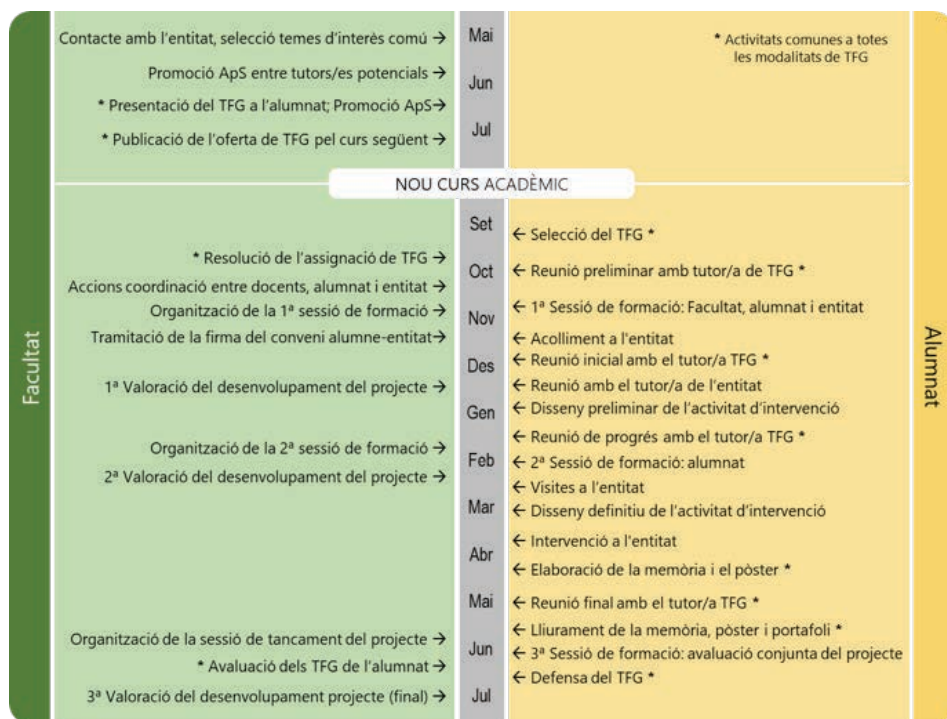 Facultat
Contacte amb l'entitat, selecció temes d'interès comú →
Promoció ApS entre tutors/es potencials →
* Presentació del TFG a l'alumnat; Promoció ApS→
* Publicació de l'oferta de TFG pel curs següent →
Mai
Jun
Jul
* Activitats comunes a totes
les modalitats de TFG
NOU CURS ACADÈMIC
* Resolució de l'assignació de TFG →
Accions coordinació entre docents, alumnat i entitat →
Organització de la 1ª sessió de formació →
Tramitació de la firma del conveni alumne-entitat→
1ª Valoració del desenvolupament del projecte →
Organització de la 2ª sessió de formació →
2ª Valoració del desenvolupament del projecte →
Organització de la sessió de tancament del projecte →
* Avaluació dels TFG de l'alumnat →
3ª Valoració del desenvolupament projecte (final) →
Set
Oct
Nov
Des
Gen
Feb
Mar
Abr
Mai
Jun
Jul
← Selecció del TFG *
← Reunió preliminar amb tutor/a de TFG *
← 1ª Sessió de formació: Facultat, alumnat i entitat
← Acolliment a l'entitat
← Reunió inicial amb el tutor/a TFG *
← Reunió amb el tutor/a de l'entitat
← Disseny preliminar de l'activitat d'intervenció
← Reunió de progrés amb el tutor/a TFG *
← 2ª Sessió de formació: alumnat
← Visites a l'entitat
← Disseny definitiu de l'activitat d'intervenció
← Intervenció a l'entitat
← Elaboració de la memòria i el pòster *
← Reunió final amb el tutor/a TFG *
← Lliurament de la memòria, pòster i portafoli *
← 3ª Sessió de formació: avaluació conjunta del projecte
← Defensa del TFG *
Alumnat